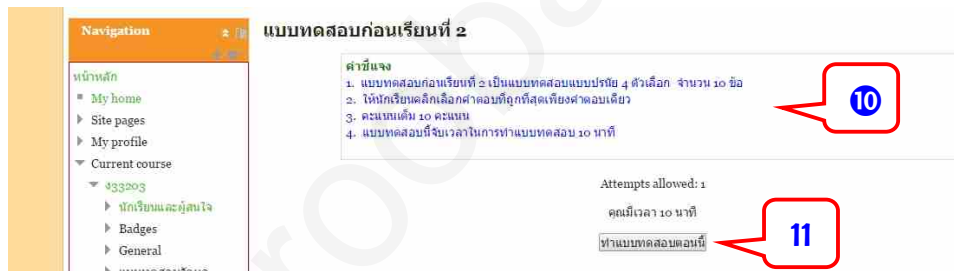 Navigation
หน้าหลัก
My home
Site pages
My profile
Current course
ง33203
นักเรียนและผู้สนใจ
Badges
General
แบบทดสอบก่อนเรียนที่ 2
คำชี้แจง
1. แบบทดสอบก่อนเรียนที่ 2 เป็นแบบทดสอบแบบปรนัย 4 ตัวเลือก จำนวน 10 ข้อ
2. ให้นักเรียนคลิกเลือกคำตอบที่ถูกที่สุดเพียงคำตอบเดียว
3. คะแนนเต็ม 10 คะแนน
4. แบบทดสอบนี้จับเวลาในการทำแบบทดสอบ 10 นาที
10
Attempts allowed: 1
คุณมีเวลา 10 นาที
ทำแบบทดสอบตอนนี้
11